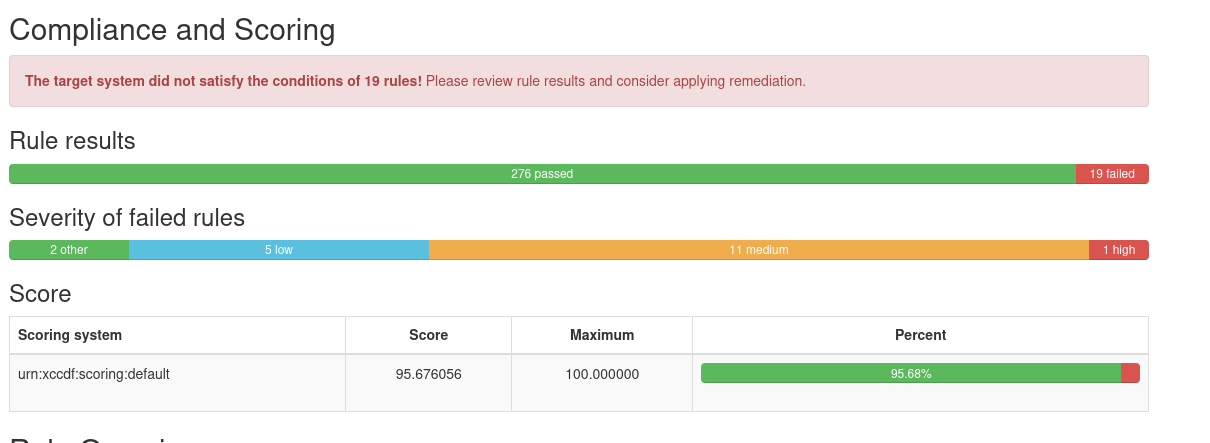 Compliance and Scoring
The target system did not satisfy the conditions of 19 rules! Please review rule results and consider applying remediation.
Rule results
276 passed 19 failed
Severity of failed rules
2 other 5 low 11 medium 1 high
Score
Scoring system Score Maximum Percent
urn:xccdf:scoring:default 95.676056 100.000000 95.68%